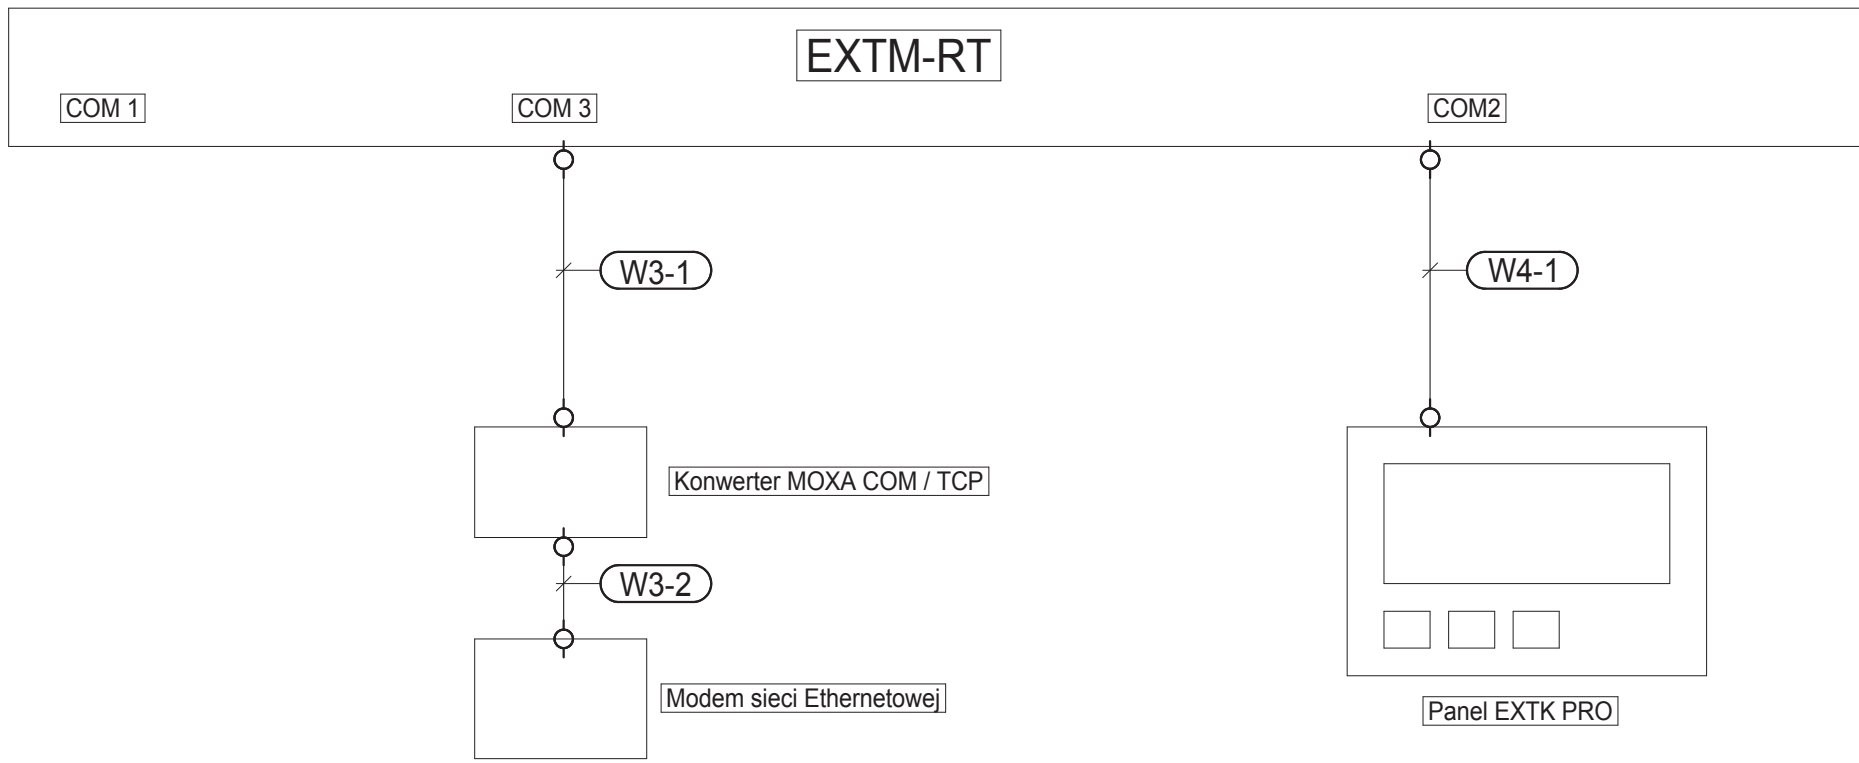 EXTM-RT
COM 1
COM 3
COM2
W3-1
W4-1
Konwerter MOXA COM / TCP
W3-2
Modem sieci Ethernetowej
Panel EXTK PRO